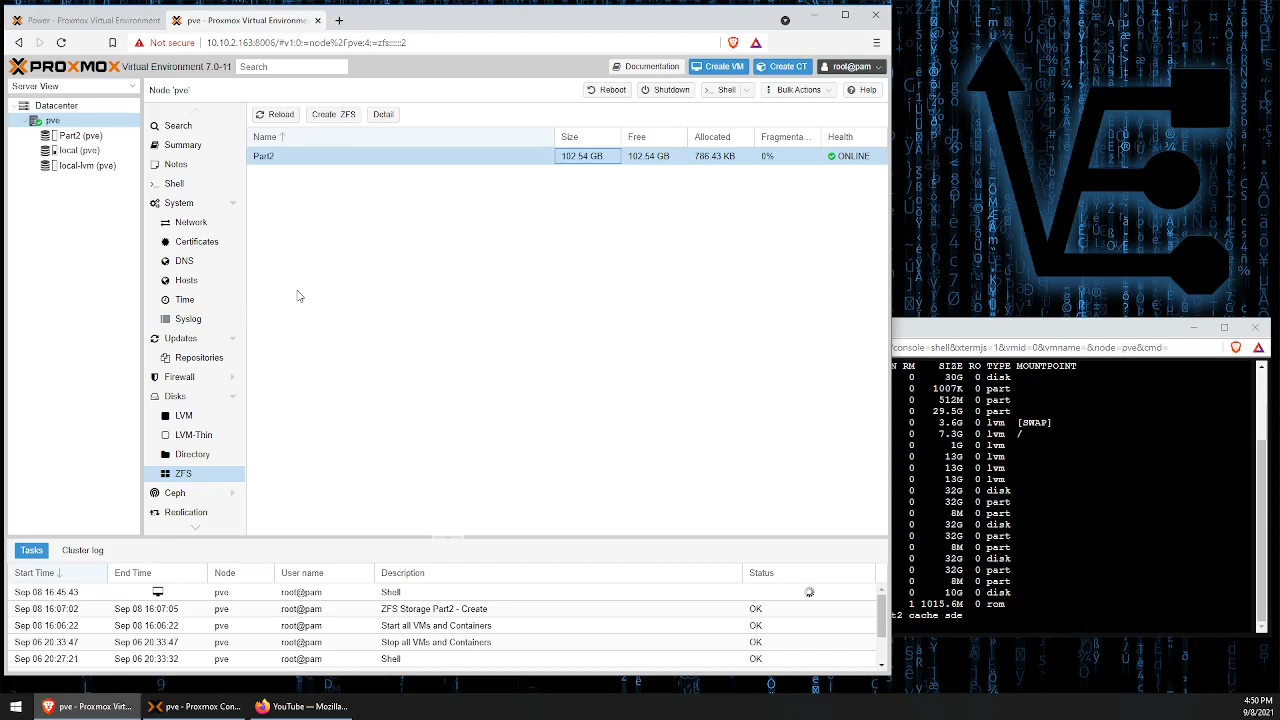 Power - Proxmox Virtual Environment
pve - Proxmox Virtual Environme
Not secure
10.10.2.163:8006/#v1:0:=node%2Fpve:4:=zfs::::::2
PROXMOX Virtual Environment 7.0-11
Search
Documentation
Create VM
Create CT
root@pam
Server View
Node 'pve'
Reboot
Shutdown
Shell
Bulk Actions
Help
Datacenter
pve
Part2 (pve)
local (pve)
local-lvm (pve)
Search
Summary
Notes
Shell
System
Network
Certificates
DNS
Hosts
Time
Syslog
Updates
Repositories
Firewall
Disks
LVM
LVM-Thin
Directory
ZFS
Ceph
Replication
Reload
Create: ZFS
Detail
Name Size Free Allocated Fragmenta... Health
Part2 102.54 GB 102.54 GB 786.43 KB 0% ONLINE
Tasks
Cluster log
Start Time End Time Node User name Description Status
Sep 08 16:45:43 pve root@pam Shell
Sep 08 16:07:02 Sep 08 16:07:05 pve root@pam ZFS Storage Part2 - Create OK
Sep 08 16:06:22 Sep 08 16:06:22 pve root@pam Start all VMs and Containers OK
Sep 06 20:33:47 Sep 06 20:33:47 pve root@pam Stop all VMs and Containers OK
Sep 06 20:27:21 Sep 06 20:33:32 pve root@pam Shell OK
?console=shell&xtermjs=1&vmid=0&vmname=&node=pve&cmd=
N RM SIZE RO TYPE MOUNTPOINT
0 30G 0 disk
0 1007K 0 part
0 512M 0 part
0 29.5G 0 part
0 3.6G 0 lvm [SWAP]
0 7.3G 0 lvm /
0 1G 0 lvm
0 13G 0 lvm
0 13G 0 lvm
0 13G 0 lvm
0 32G 0 disk
0 32G 0 part
0 8M 0 part
0 32G 0 disk
0 32G 0 part
0 8M 0 part
0 32G 0 disk
0 32G 0 part
0 8M 0 part
0 10G 0 disk
1 1015.6M 0 rom
t2 cache sde
pve - Proxmox Virt...
pve - Proxmox Con...
YouTube — Mozilla...
4:50 PM
9/8/2021